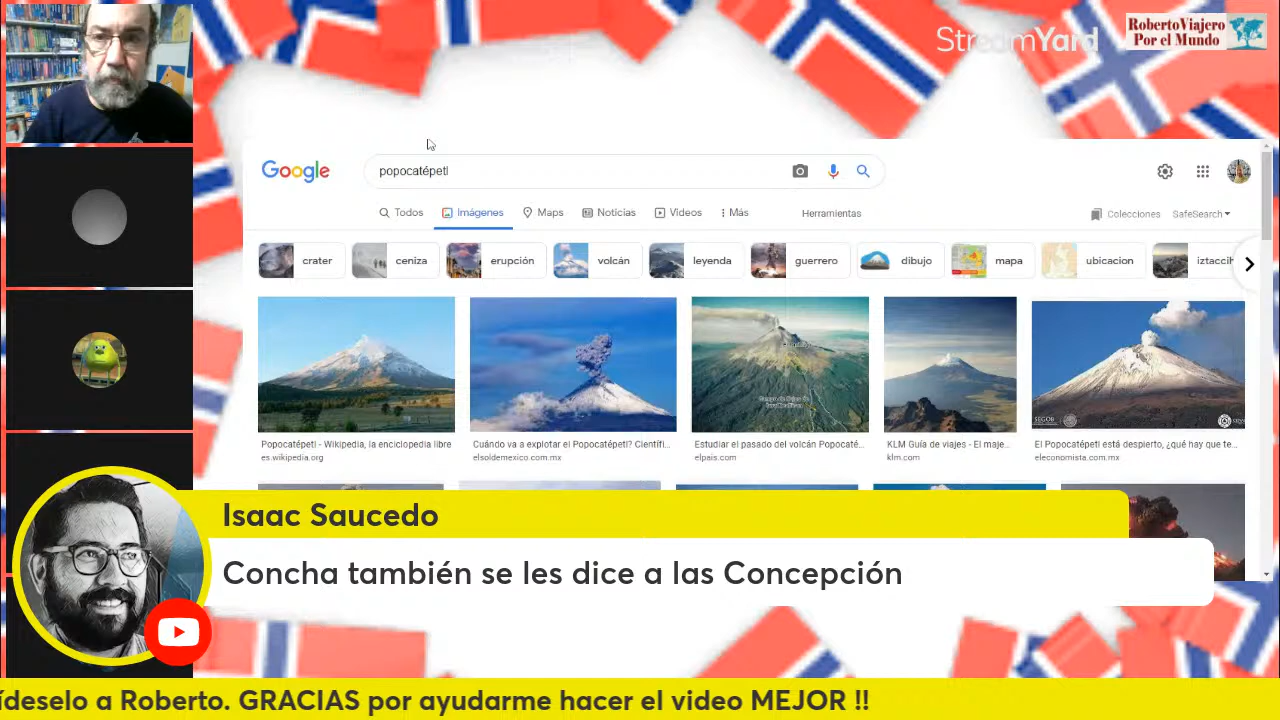 StreamYard
RobertoViajero
Por el Mundo
Google
popocatépetl
Todos
Imágenes
Maps
Noticias
Videos
Más
Herramientas
Colecciones
SafeSearch
crater
ceniza
erupción
volcán
leyenda
guerrero
dibujo
mapa
ubicacion
iztaccih
Popocatépetl - Wikipedia, la enciclopedia libre
es.wikipedia.org
Cuándo va a explotar el Popocatépetl? Científi...
elsoldemexico.com.mx
Estudiar el pasado del volcán Popocaté...
elpais.com
KLM Guía de viajes - El maje...
klm.com
SEGOB
El Popocatépetl está despierto, ¿qué hay que te...
eleconomista.com.mx
Isaac Saucedo
Concha también se les dice a las Concepción
ídeselo a Roberto. GRACIAS por ayudarme hacer el video MEJOR !!